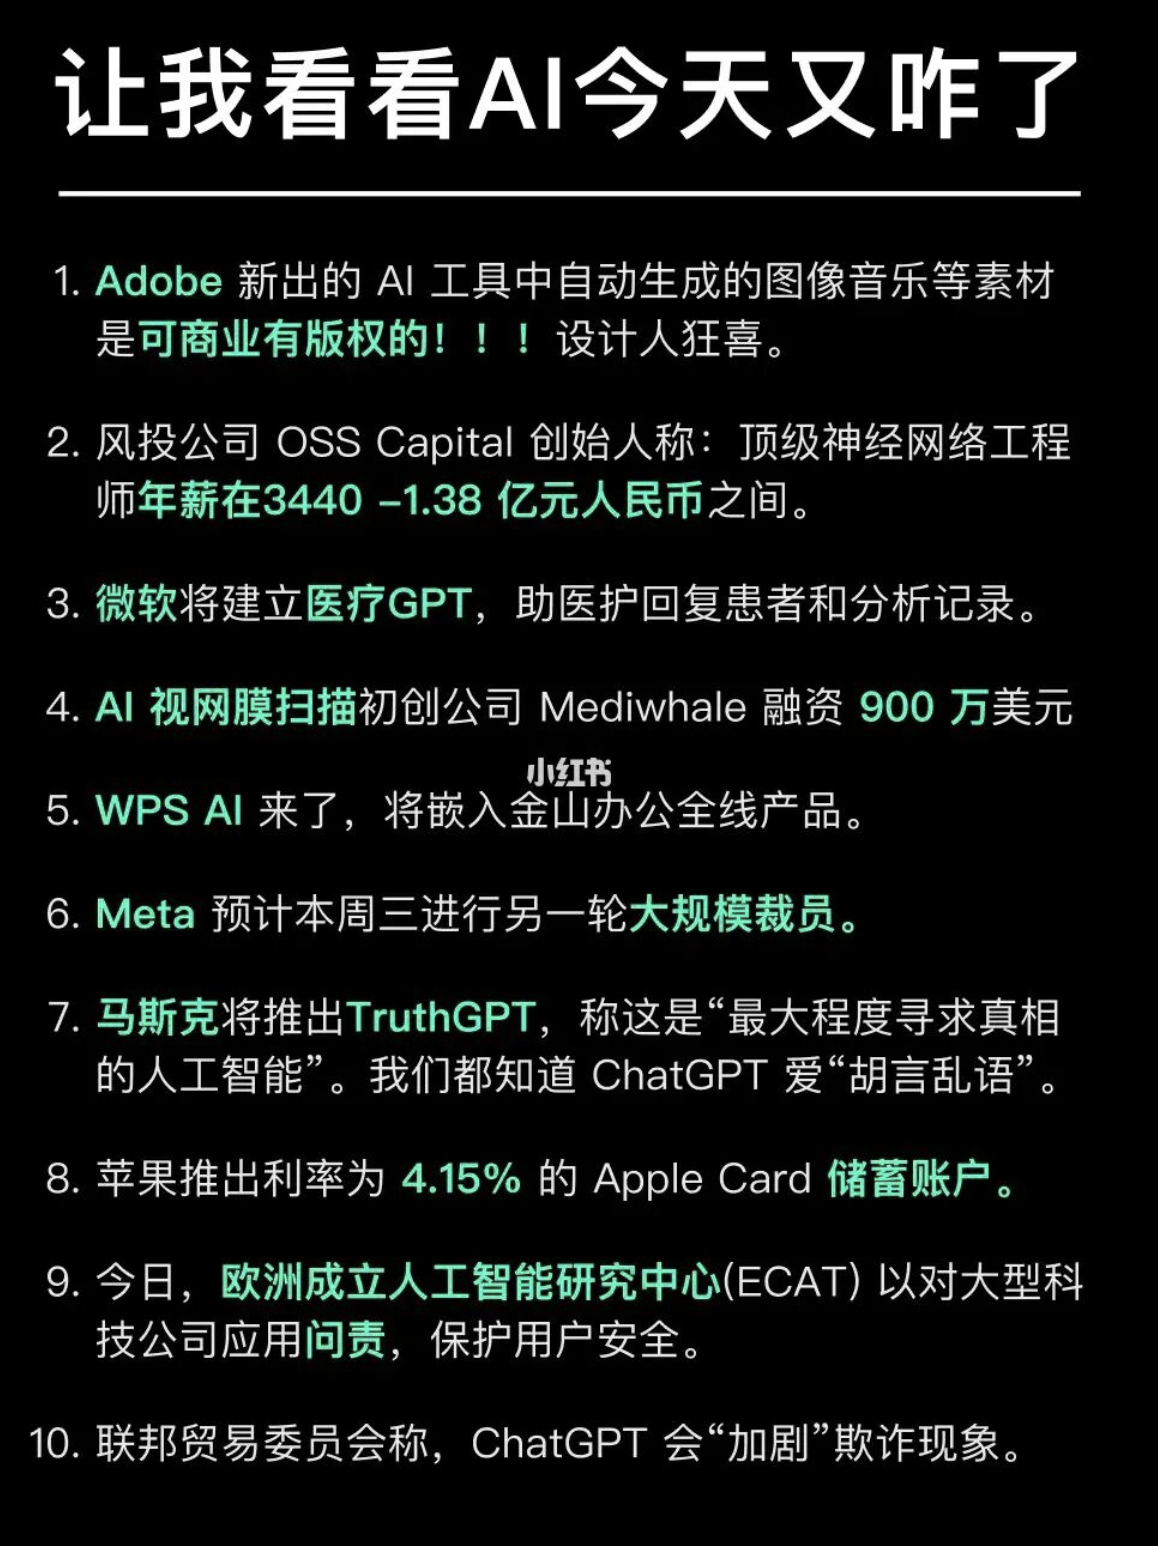 让我看看AI今天又咋了
1. Adobe 新出的 AI 工具中自动生成的图像音乐等素材
是可商业有版权的！！！设计人狂喜。
2. 风投公司 OSS Capital 创始人称：顶级神经网络工程
师年薪在3440 -1.38 亿元人民币之间。
3. 微软将建立医疗GPT，助医护回复患者和分析记录。
4. AI 视网膜扫描初创公司 Mediwhale 融资 900 万美元
小红书
5. WPS AI 来了，将嵌入金山办公全线产品。
6. Meta 预计本周三进行另一轮大规模裁员。
7. 马斯克将推出TruthGPT，称这是“最大程度寻求真相
的人工智能”。我们都知道 ChatGPT 爱“胡言乱语”。
8. 苹果推出利率为 4.15% 的 Apple Card 储蓄账户。
9. 今日，欧洲成立人工智能研究中心(ECAT) 以对大型科
技公司应用问责，保护用户安全。
10. 联邦贸易委员会称，ChatGPT 会“加剧”欺诈现象。